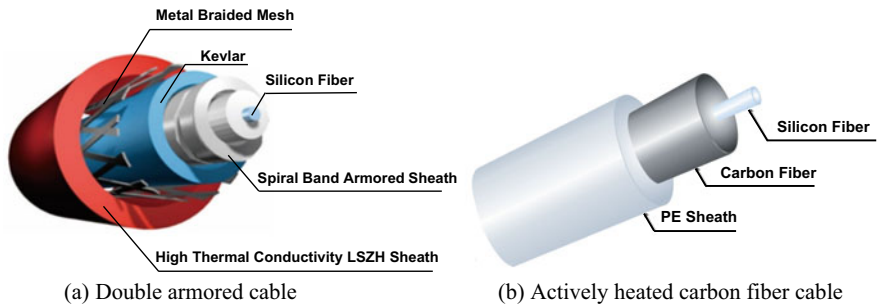 Metal Braided Mesh
Kevlar
Silicon Fiber
Spiral Band Armored Sheath
High Thermal Conductivity LSZH Sheath
(a) Double armored cable
Silicon Fiber
Carbon Fiber
PE Sheath
(b) Actively heated carbon fiber cable